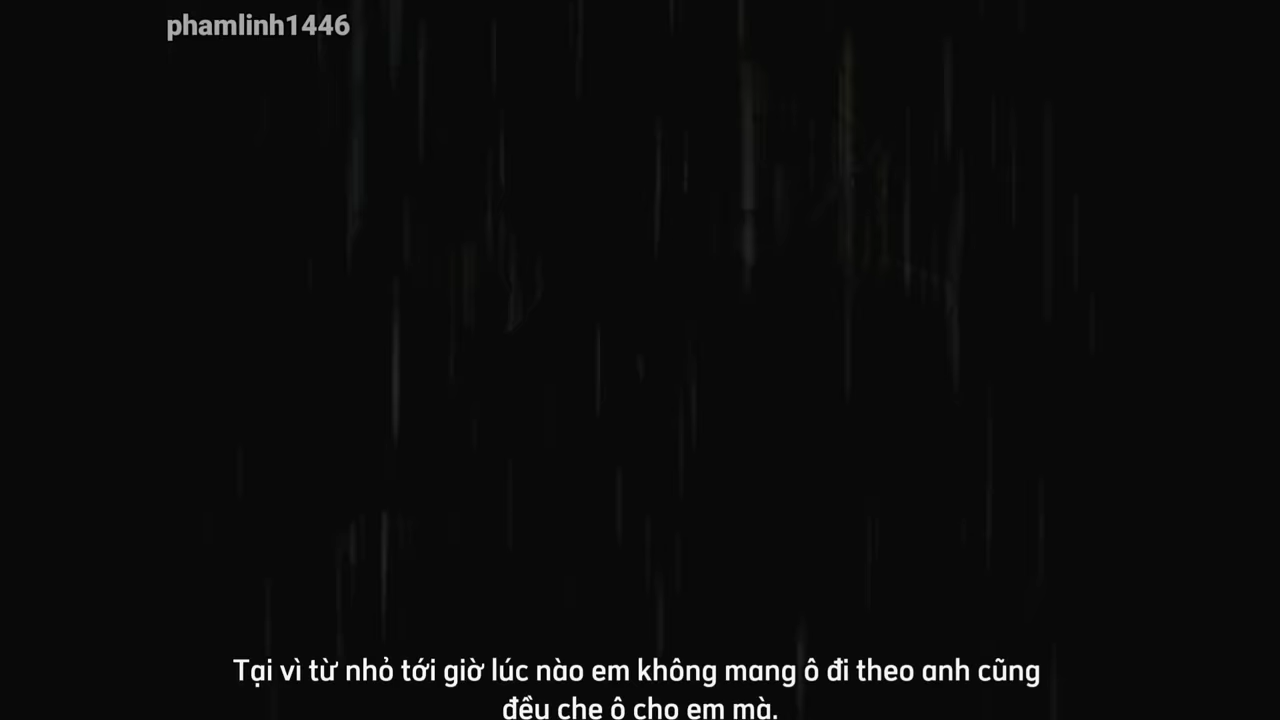 phamlinh1446
Tại vì từ nhỏ tới giờ lúc nào em không mang ô đi theo anh cũng
đều che ô cho em mà.